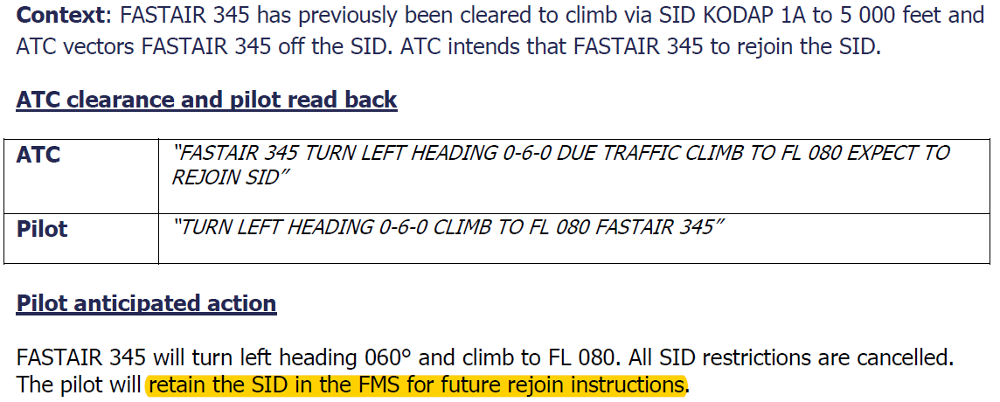 Context: FASTAIR 345 has previously been cleared to climb via SID KODAP 1A to 5 000 feet and
ATC vectors FASTAIR 345 off the SID. ATC intends that FASTAIR 345 to rejoin the SID.
ATC clearance and pilot read back
ATC
“FASTAIR 345 TURN LEFT HEADING 0-6-0 DUE TRAFFIC CLIMB TO FL 080 EXPECT TO
REJOIN SID”
Pilot
“TURN LEFT HEADING 0-6-0 CLIMB TO FL 080 FASTAIR 345”
Pilot anticipated action
FASTAIR 345 will turn left heading 060° and climb to FL 080. All SID restrictions are cancelled.
The pilot will retain the SID in the FMS for future rejoin instructions.